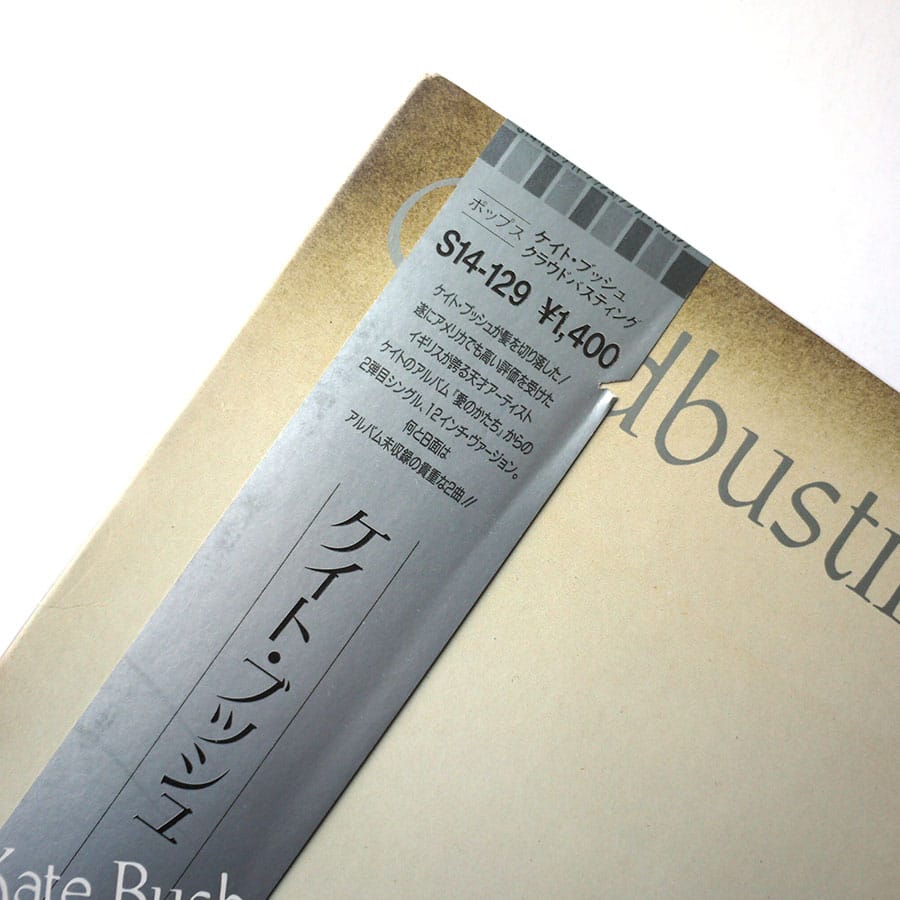 ポップス
ケイト・ブッシュ
クラウドバスティング
S14-129 ¥1,400
ケイト・ブッシュが髪を切り落した!
遂にアメリカでも高い評価を受けた
イギリスが誇る天才アーティスト
ケイトのアルバム「愛のかたち」からの
2弾目シングル、12インチ・ヴァージョン。
何とB面は
アルバム未収録の貴重な2曲!!
ケイト・ブッシュ
C
dbusti
Kate Bush